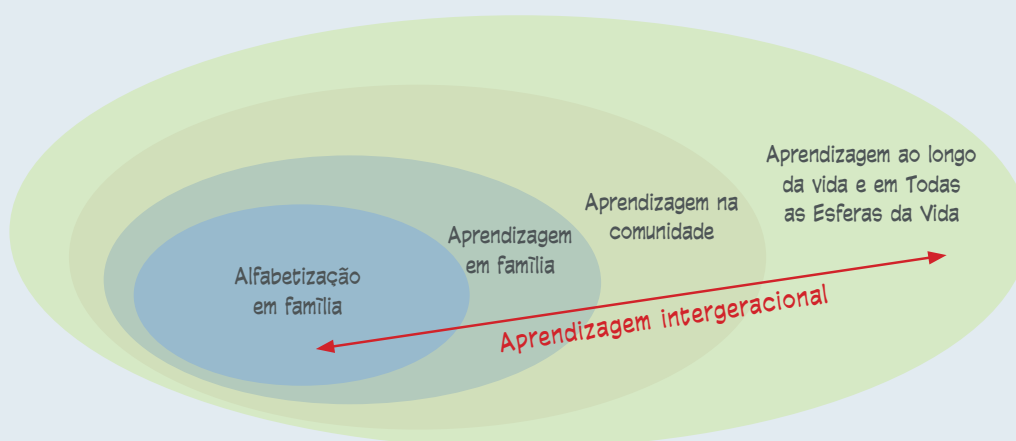 Alfabetização
em família
Aprendizagem
em família
Aprendizagem na
comunidade
Aprendizagem ao longo
da vida e em Todas
as Esferas da Vida
Aprendizagem intergeracional